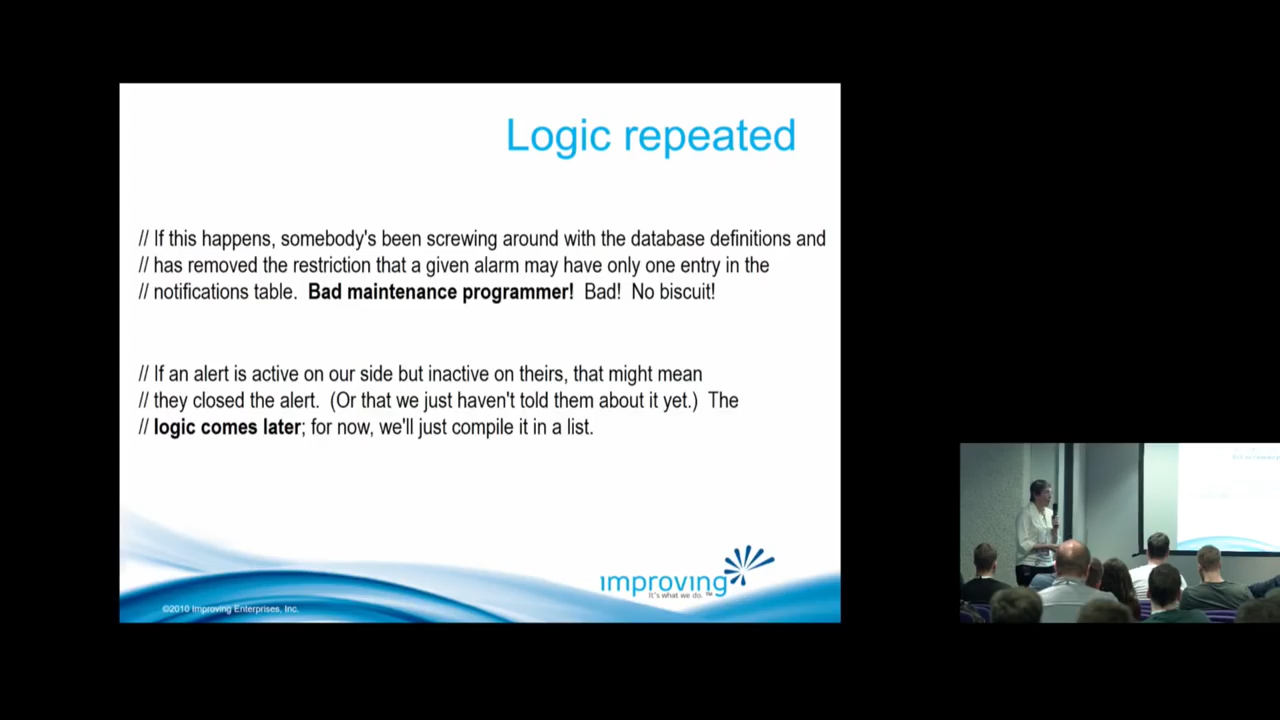 Logic repeated
// If this happens, somebody's been screwing around with the database definitions and
// has removed the restriction that a given alarm may have only one entry in the
// notifications table.  Bad maintenance programmer!  Bad!  No biscuit!
// If an alert is active on our side but inactive on theirs, that might mean
// they closed the alert.  (Or that we just haven't told them about it yet.)  The
// logic comes later; for now, we'll just compile it in a list.
improving
It's what we do. ™
©2010 Improving Enterprises, Inc.